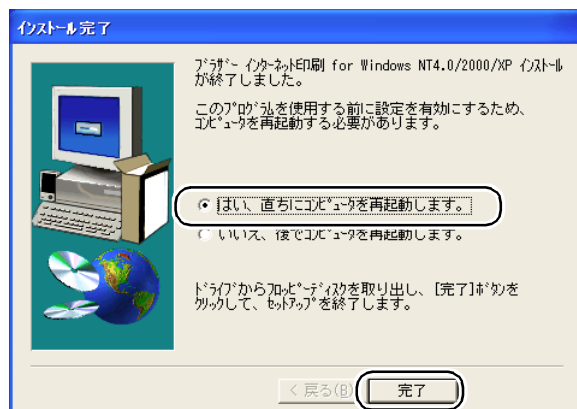 インストール完了
ブラザー インターネット印刷 for Windows NT4.0/2000/XP インストール
が終了しました。
このプログラムを使用する前に設定を有効にするため、
コンピュータを再起動する必要があります。
はい、直ちにコンピュータを再起動します。
いいえ、後でコンピュータを再起動します。
ドライブからフロッピーディスクを取り出し、[完了]ボタンを
クリックして、セットアップを終了します。
< 戻る(B)
完了